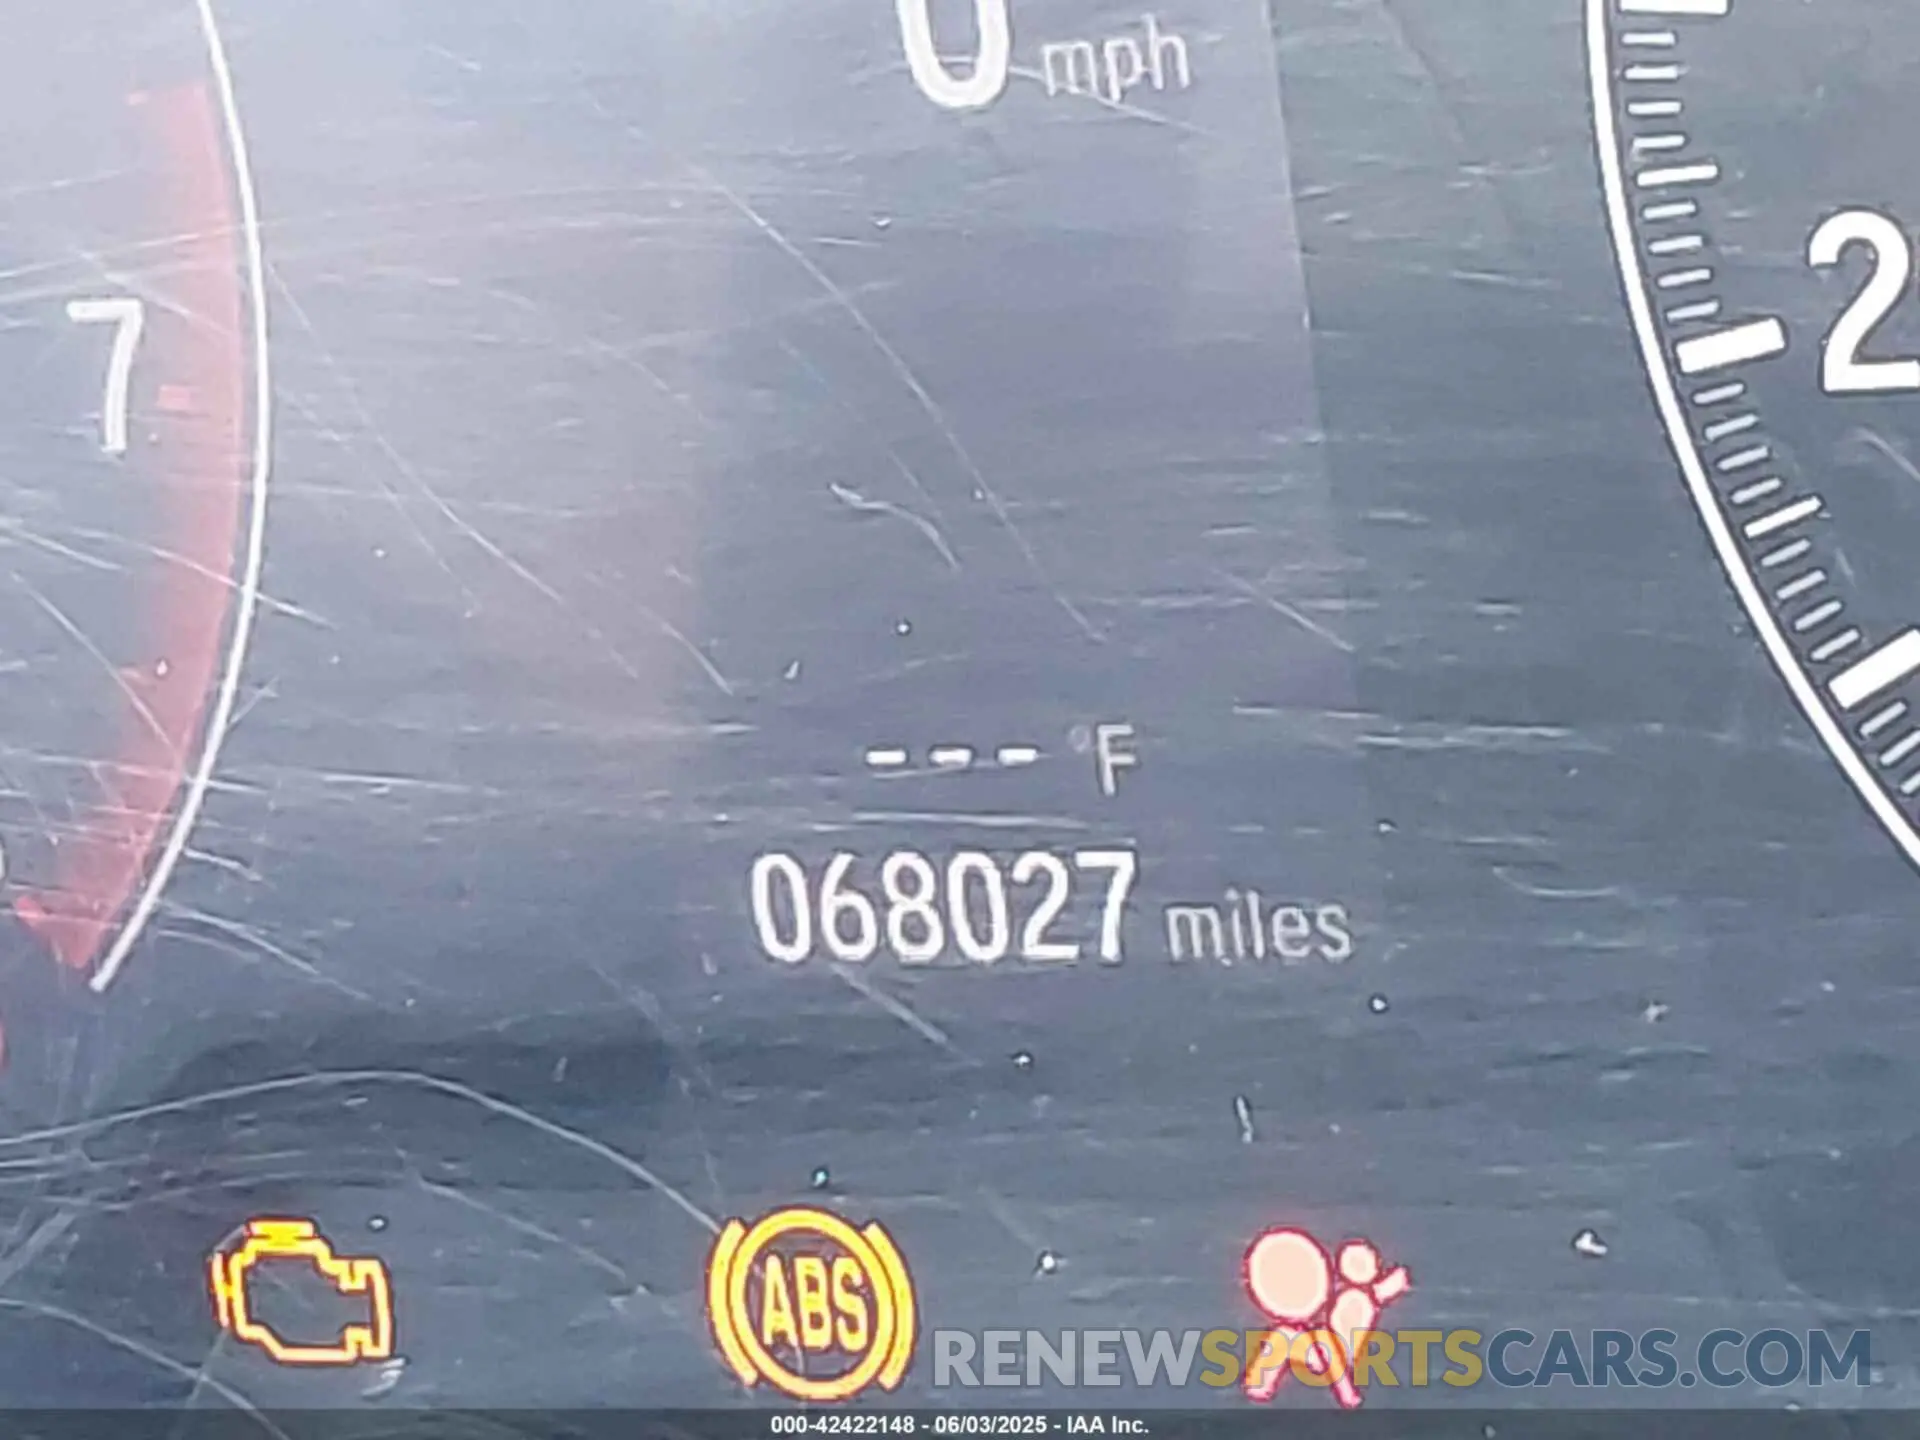 0 mph
7
2
--- °F
068027 miles
ABS
RENEWSPORTSCARS.COM
000-42422148 - 06/03/2025 - IAA Inc.